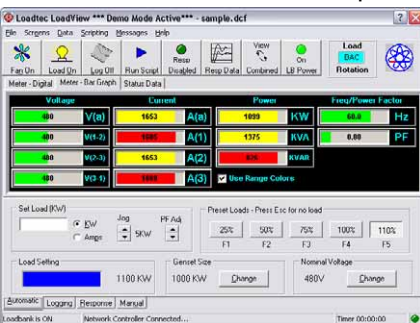 Loadtec LoadView *** Demo Mode Active*** - sample.dcf
File Screens Data Scripting Messages Help
Fan On Load On Log Off Run Script Resp Disabled Resp Data View Combined On LB Power Load DAC Rotation
Meter - Digital Meter - Bar Graph Status Data
Voltage Current Power Freq/Power Factor
480 V(a) 1653 A(a) 1099 KW 60.0 Hz
480 V(1-2) A(1) 1375 KVA 0.80 PF
480 V(2-3) 1653 A(2) 826 KVAR
480 V(3-1) A(3) Use Range Colors
Set Load (KW) Preset Loads - Press Esc for no load
KW Amps Jog 5KW PF Adj
25% 50% 75% 100% 110%
F1 F2 F3 F4 F5
Load Setting Genset Size Nominal Voltage
1100 KW 1000 KW Change 480V Change
Automatic Logging Response Manual
Loadbank is ON Network Controller Connected... Timer 00:00:00